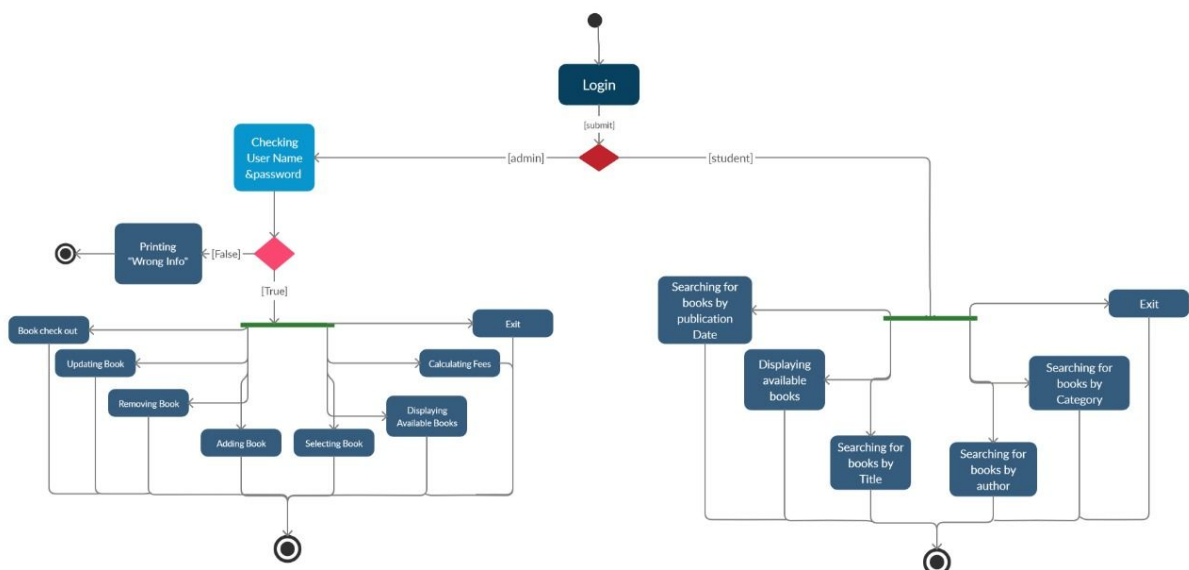 Login
[submit]
[admin]
[student]
Checking
User Name
&password
[False]
Printing
"Wrong Info"
[True]
Book check out
Updating Book
Removing Book
Adding Book
Selecting Book
Displaying
Available Books
Calculating Fees
Exit
Searching for
books by
publication
Date
Displaying
available
books
Searching for
books by
Title
Searching for
books by
author
Searching for
books by
Category
Exit